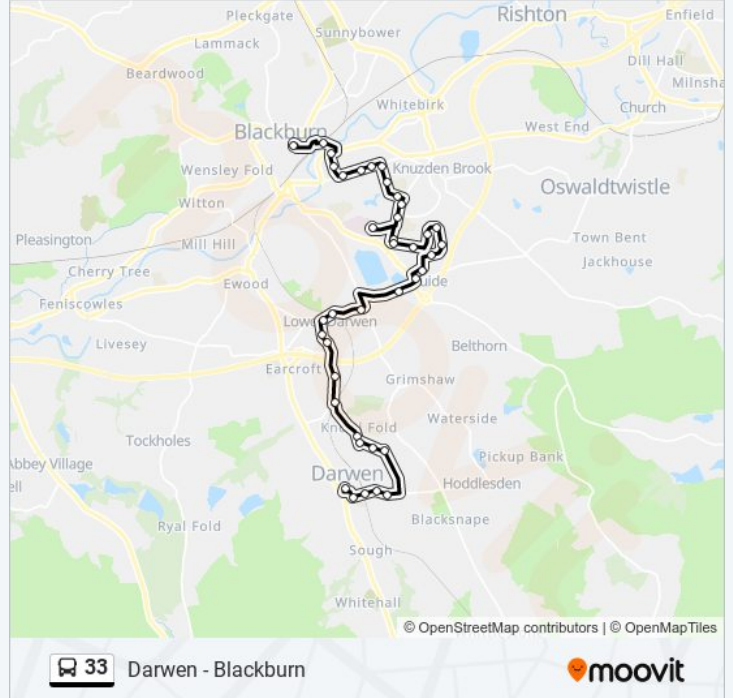 Pleckgate
Rishton
Enfield
Sunnybower
Lammack
Dill Hall
Beardwood
Milnsha
Whitebirk
Church
Blackburn
West End
Wensley Fold
Knuzden Brook
Oswaldtwistle
Witton
Pleasington
Mill Hill
Town Bent
Cherry Tree
Jackhouse
Ewood
uide
Feniscowles
Lower Darwen
Livesey
Belthorn
Earcroft
Grimshaw
Waterside
Tockholes
Fold
Pickup Bank
Abbey Village
Darwen
ell
Hoddlesden
Blacksnape
Ryal Fold
Sough
Whitehall
© OpenStreetMap contributors | © OpenMapTiles
33 Darwen - Blackburn
moovit